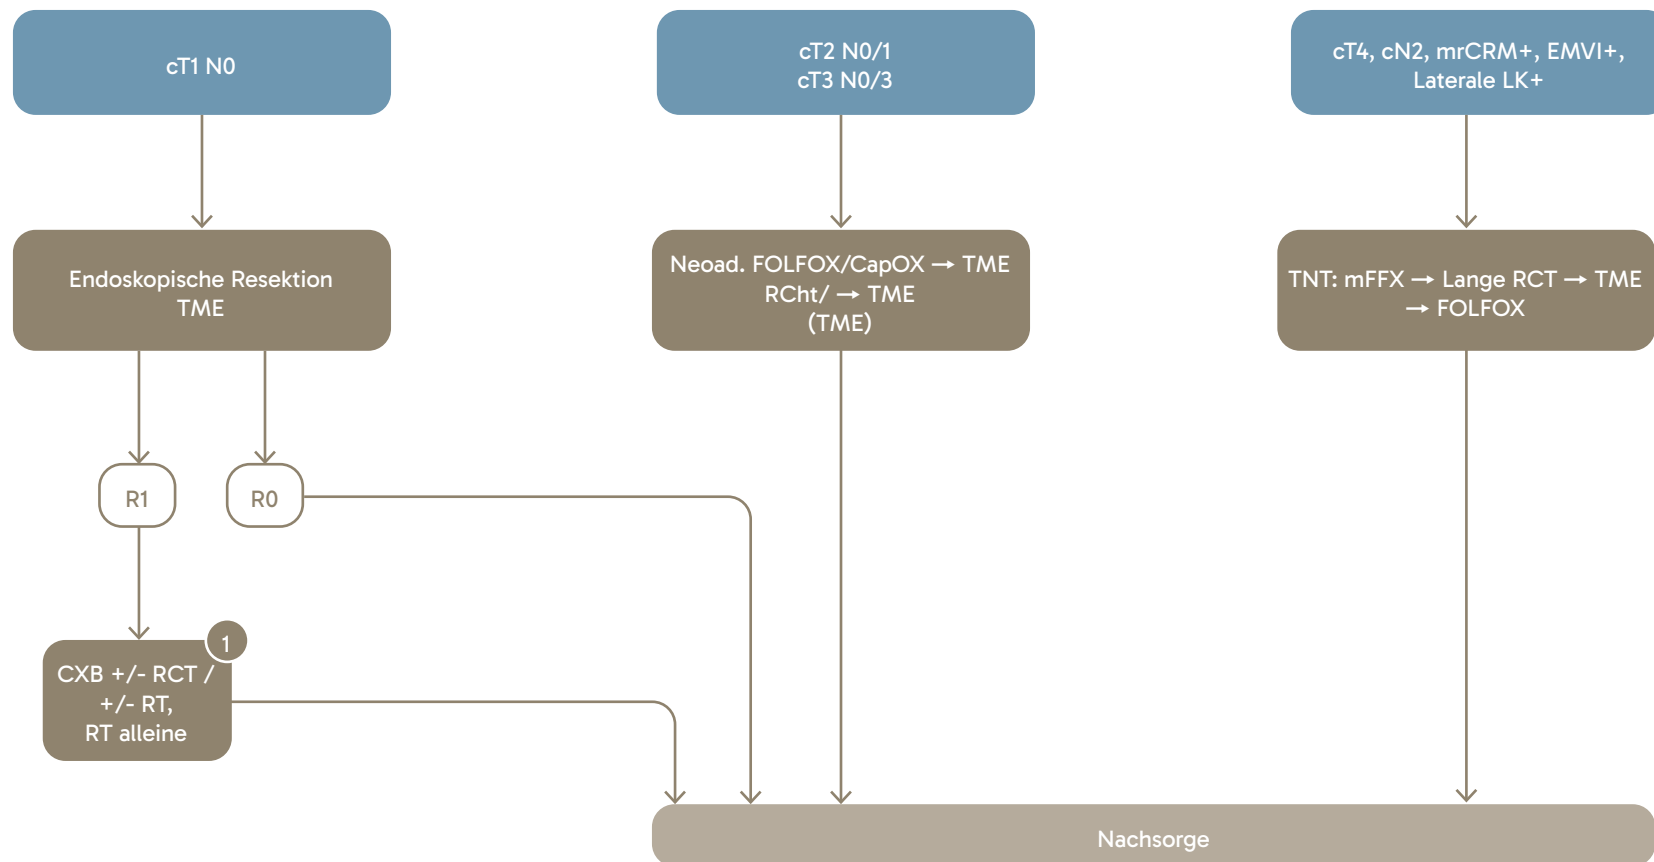 cT1 N0
cT2 N0/1
cT3 N0/3
cT4, cN2, mrCRM+, EMVI+,
Laterale LK+
Endoskopische Resektion
TME
Neoad. FOLFOX/CapOX → TME
RCht/ → TME
(TME)
TNT: mFFX → Lange RCT → TME
→ FOLFOX
R1
R0
1
CXB +/- RCT /
+/- RT,
RT alleine
Nachsorge